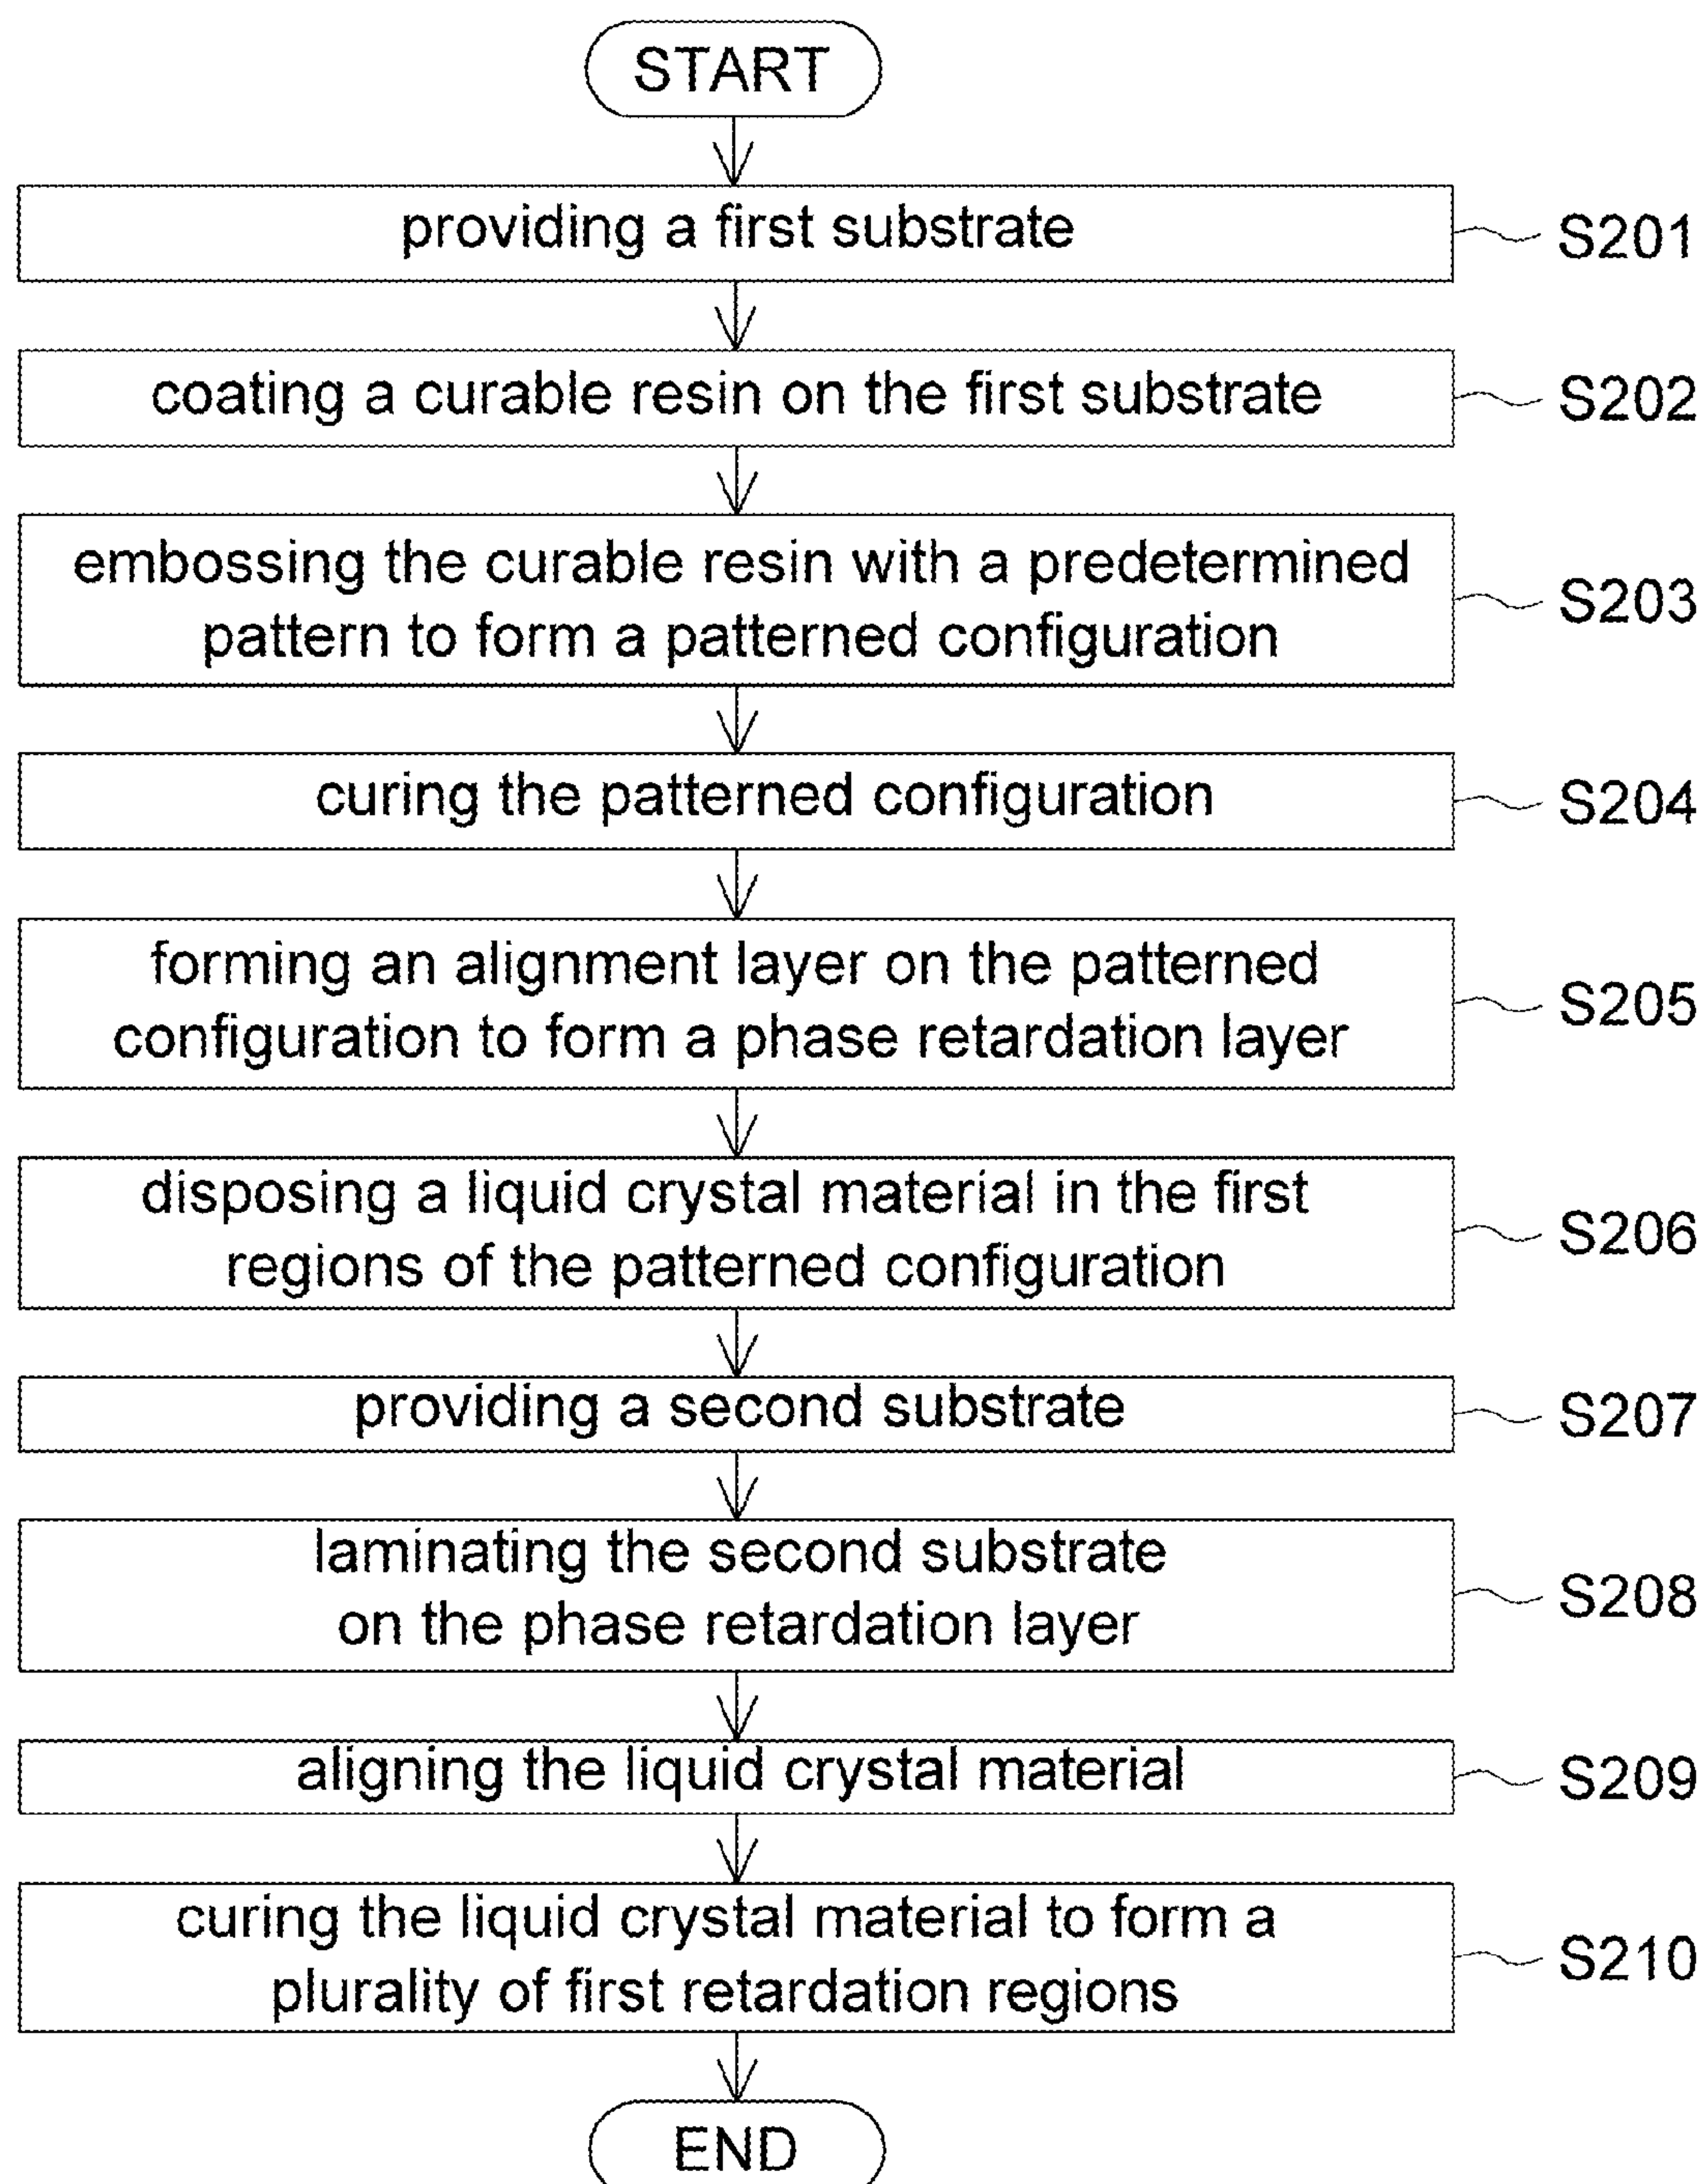 START
providing a first substrate
S201
coating a curable resin on the first substrate
S202
embossing the curable resin with a predetermined
pattern to form a patterned configuration
S203
curing the patterned configuration
S204
forming an alignment layer on the patterned
configuration to form a phase retardation layer
S205
disposing a liquid crystal material in the first
regions of the patterned configuration
S206
providing a second substrate
S207
laminating the second substrate
on the phase retardation layer
S208
aligning the liquid crystal material
S209
curing the liquid crystal material to form a
plurality of first retardation regions
S210
END